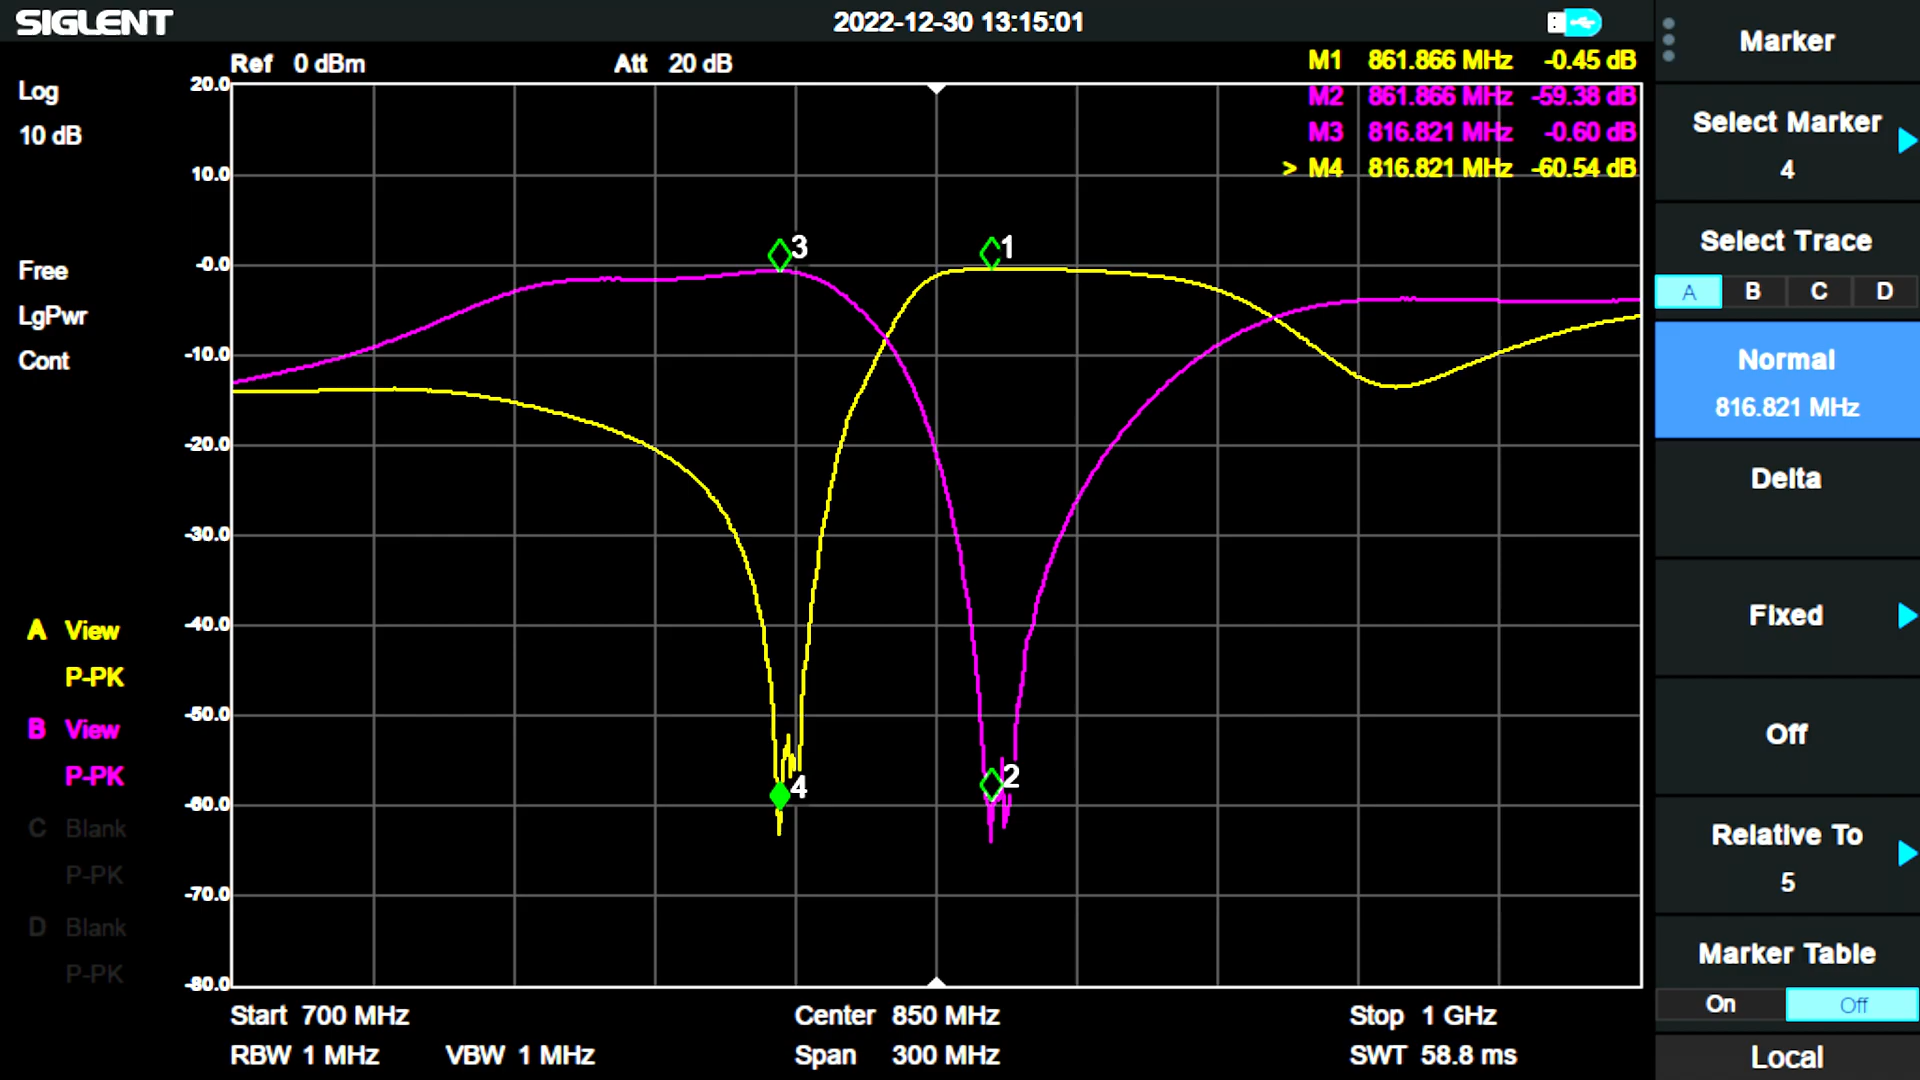 SIGLENT
2022-12-30 13:15:01
Ref 0 dBm
Att 20 dB
Log
10 dB
Free
LgPwr
Cont
A View
P-PK
B View
P-PK
C Blank
P-PK
D Blank
P-PK
20.0
10.0
-0.0
-10.0
-20.0
-30.0
-40.0
-50.0
-60.0
-70.0
-80.0
M1 861.866 MHz -0.45 dB
M2 861.866 MHz -59.38 dB
M3 816.821 MHz -0.60 dB
> M4 816.821 MHz -60.54 dB
3
1
4
2
Start 700 MHz
Center 850 MHz
Stop 1 GHz
RBW 1 MHz
VBW 1 MHz
Span 300 MHz
SWT 58.8 ms
Marker
Select Marker
4
Select Trace
A B C D
Normal
816.821 MHz
Delta
Fixed
Off
Relative To
5
Marker Table
On Off
Local